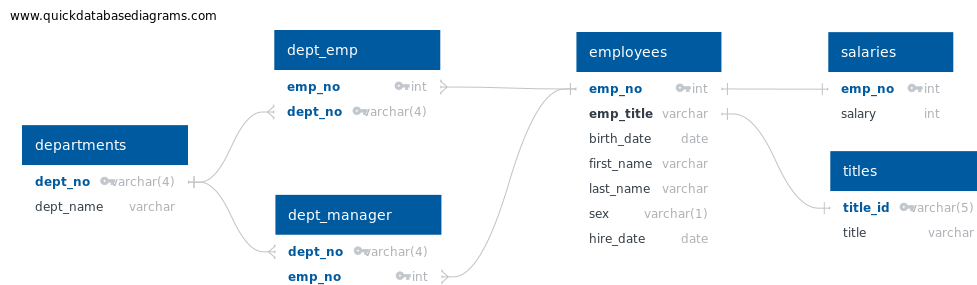 www.quickdatabasediagrams.com
dept_emp
emp_no int
dept_no varchar(4)
departments
dept_no varchar(4)
dept_name varchar
dept_manager
dept_no varchar(4)
emp_no int
employees
emp_no int
emp_title varchar
birth_date date
first_name varchar
last_name varchar
sex varchar(1)
hire_date date
salaries
emp_no int
salary int
titles
title_id varchar(5)
title varchar